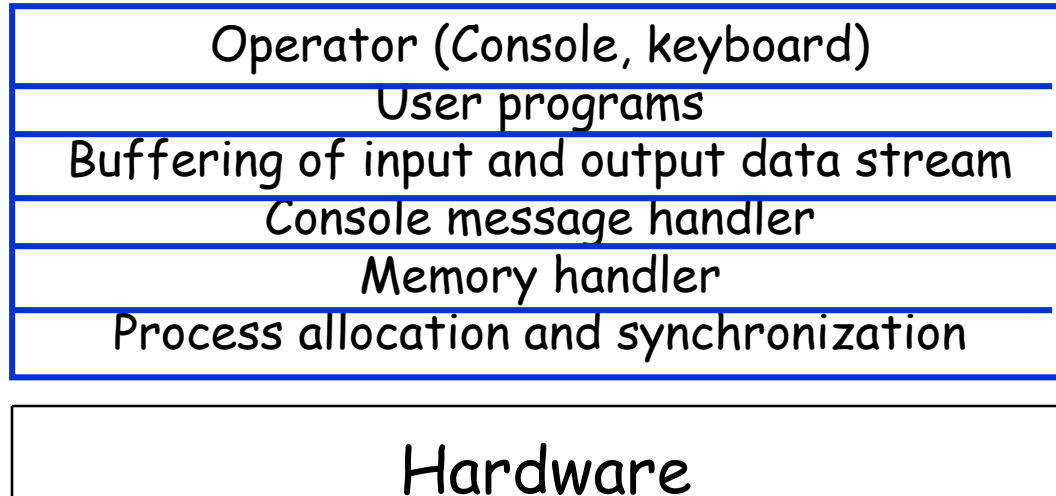 Operator (Console, keyboard)
User programs
Buffering of input and output data stream
Console message handler
Memory handler
Process allocation and synchronization
Hardware